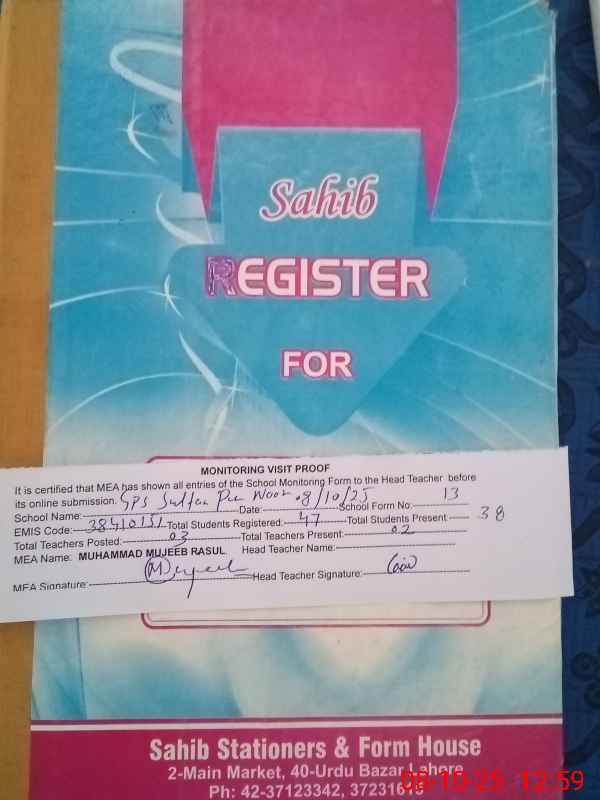 Sahib
REGISTER
FOR
MONITORING VISIT PROOF
It is certified that MEA has shown all entries of the School Monitoring Form to the Head Teacher before
its online submission.
School Name: GPS Sultan Pur Noor Date: 08/10/25 School Form No: 13
EMIS Code: 38410151 Total Students Registered: 47 Total Students Present: 38
Total Teachers Posted: 03 Total Teachers Present: 02
MEA Name: MUHAMMAD MUJEEB RASUL Head Teacher Name:
MEA Signature: Mujeeb Head Teacher Signature:
Sahib Stationers & Form House
2-Main Market, 40-Urdu Bazar Lahore
Ph: 42-37123342,
08-10-25 12:59